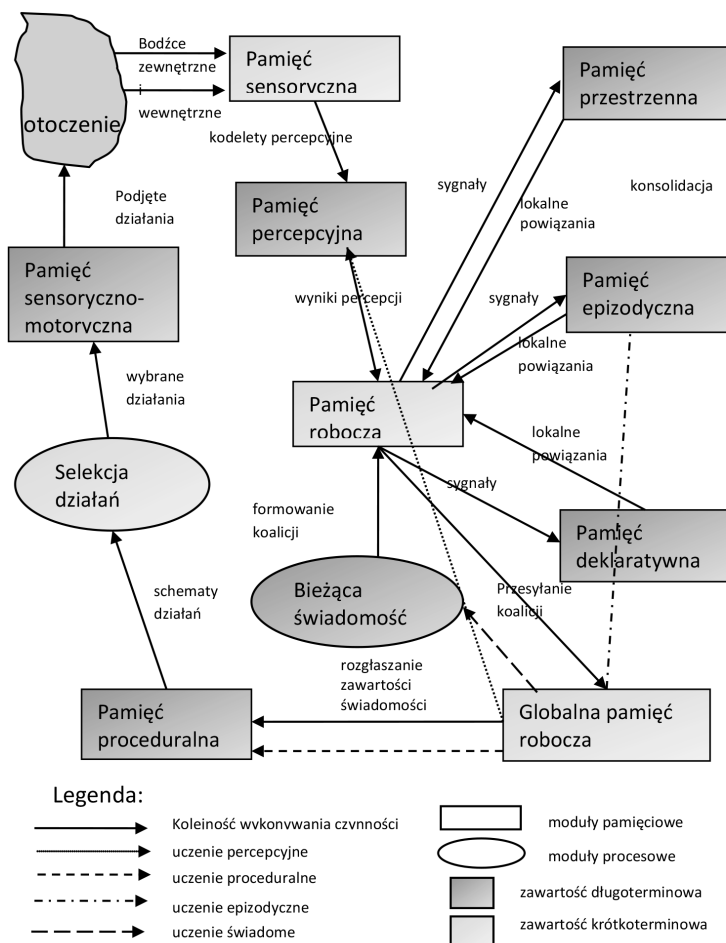 Bodźce
zewnętrzne
i
wewnętrzne
otoczenie
Pamięć
sensoryczna
kodelety percepcyjne
Pamięć
przestrzenna
sygnały
lokalne
powiązania
konsolidacja
Podjęte
działania
Pamięć
percepcyjna
Pamięć
sensoryczno-
motoryczna
wyniki percepcji
sygnały
Pamięć
epizodyczna
lokalne
powiązania
wybrane
działania
Pamięć
robocza
lokalne
powiązania
Selekcja
działań
sygnały
formowanie
koalicji
Pamięć
deklaratywna
schematy
działań
Bieżąca
świadomość
Przesyłanie
koalicji
rozgłaszanie
zawartości
świadomości
Pamięć
proceduralna
Globalna pamięć
robocza
Legenda:
Kolejność wykonywania czynności
uczenie percepcyjne
uczenie proceduralne
uczenie epizodyczne
uczenie świadome
moduły pamięciowe
moduły procesowe
zawartość długoterminowa
zawartość krótkoterminowa